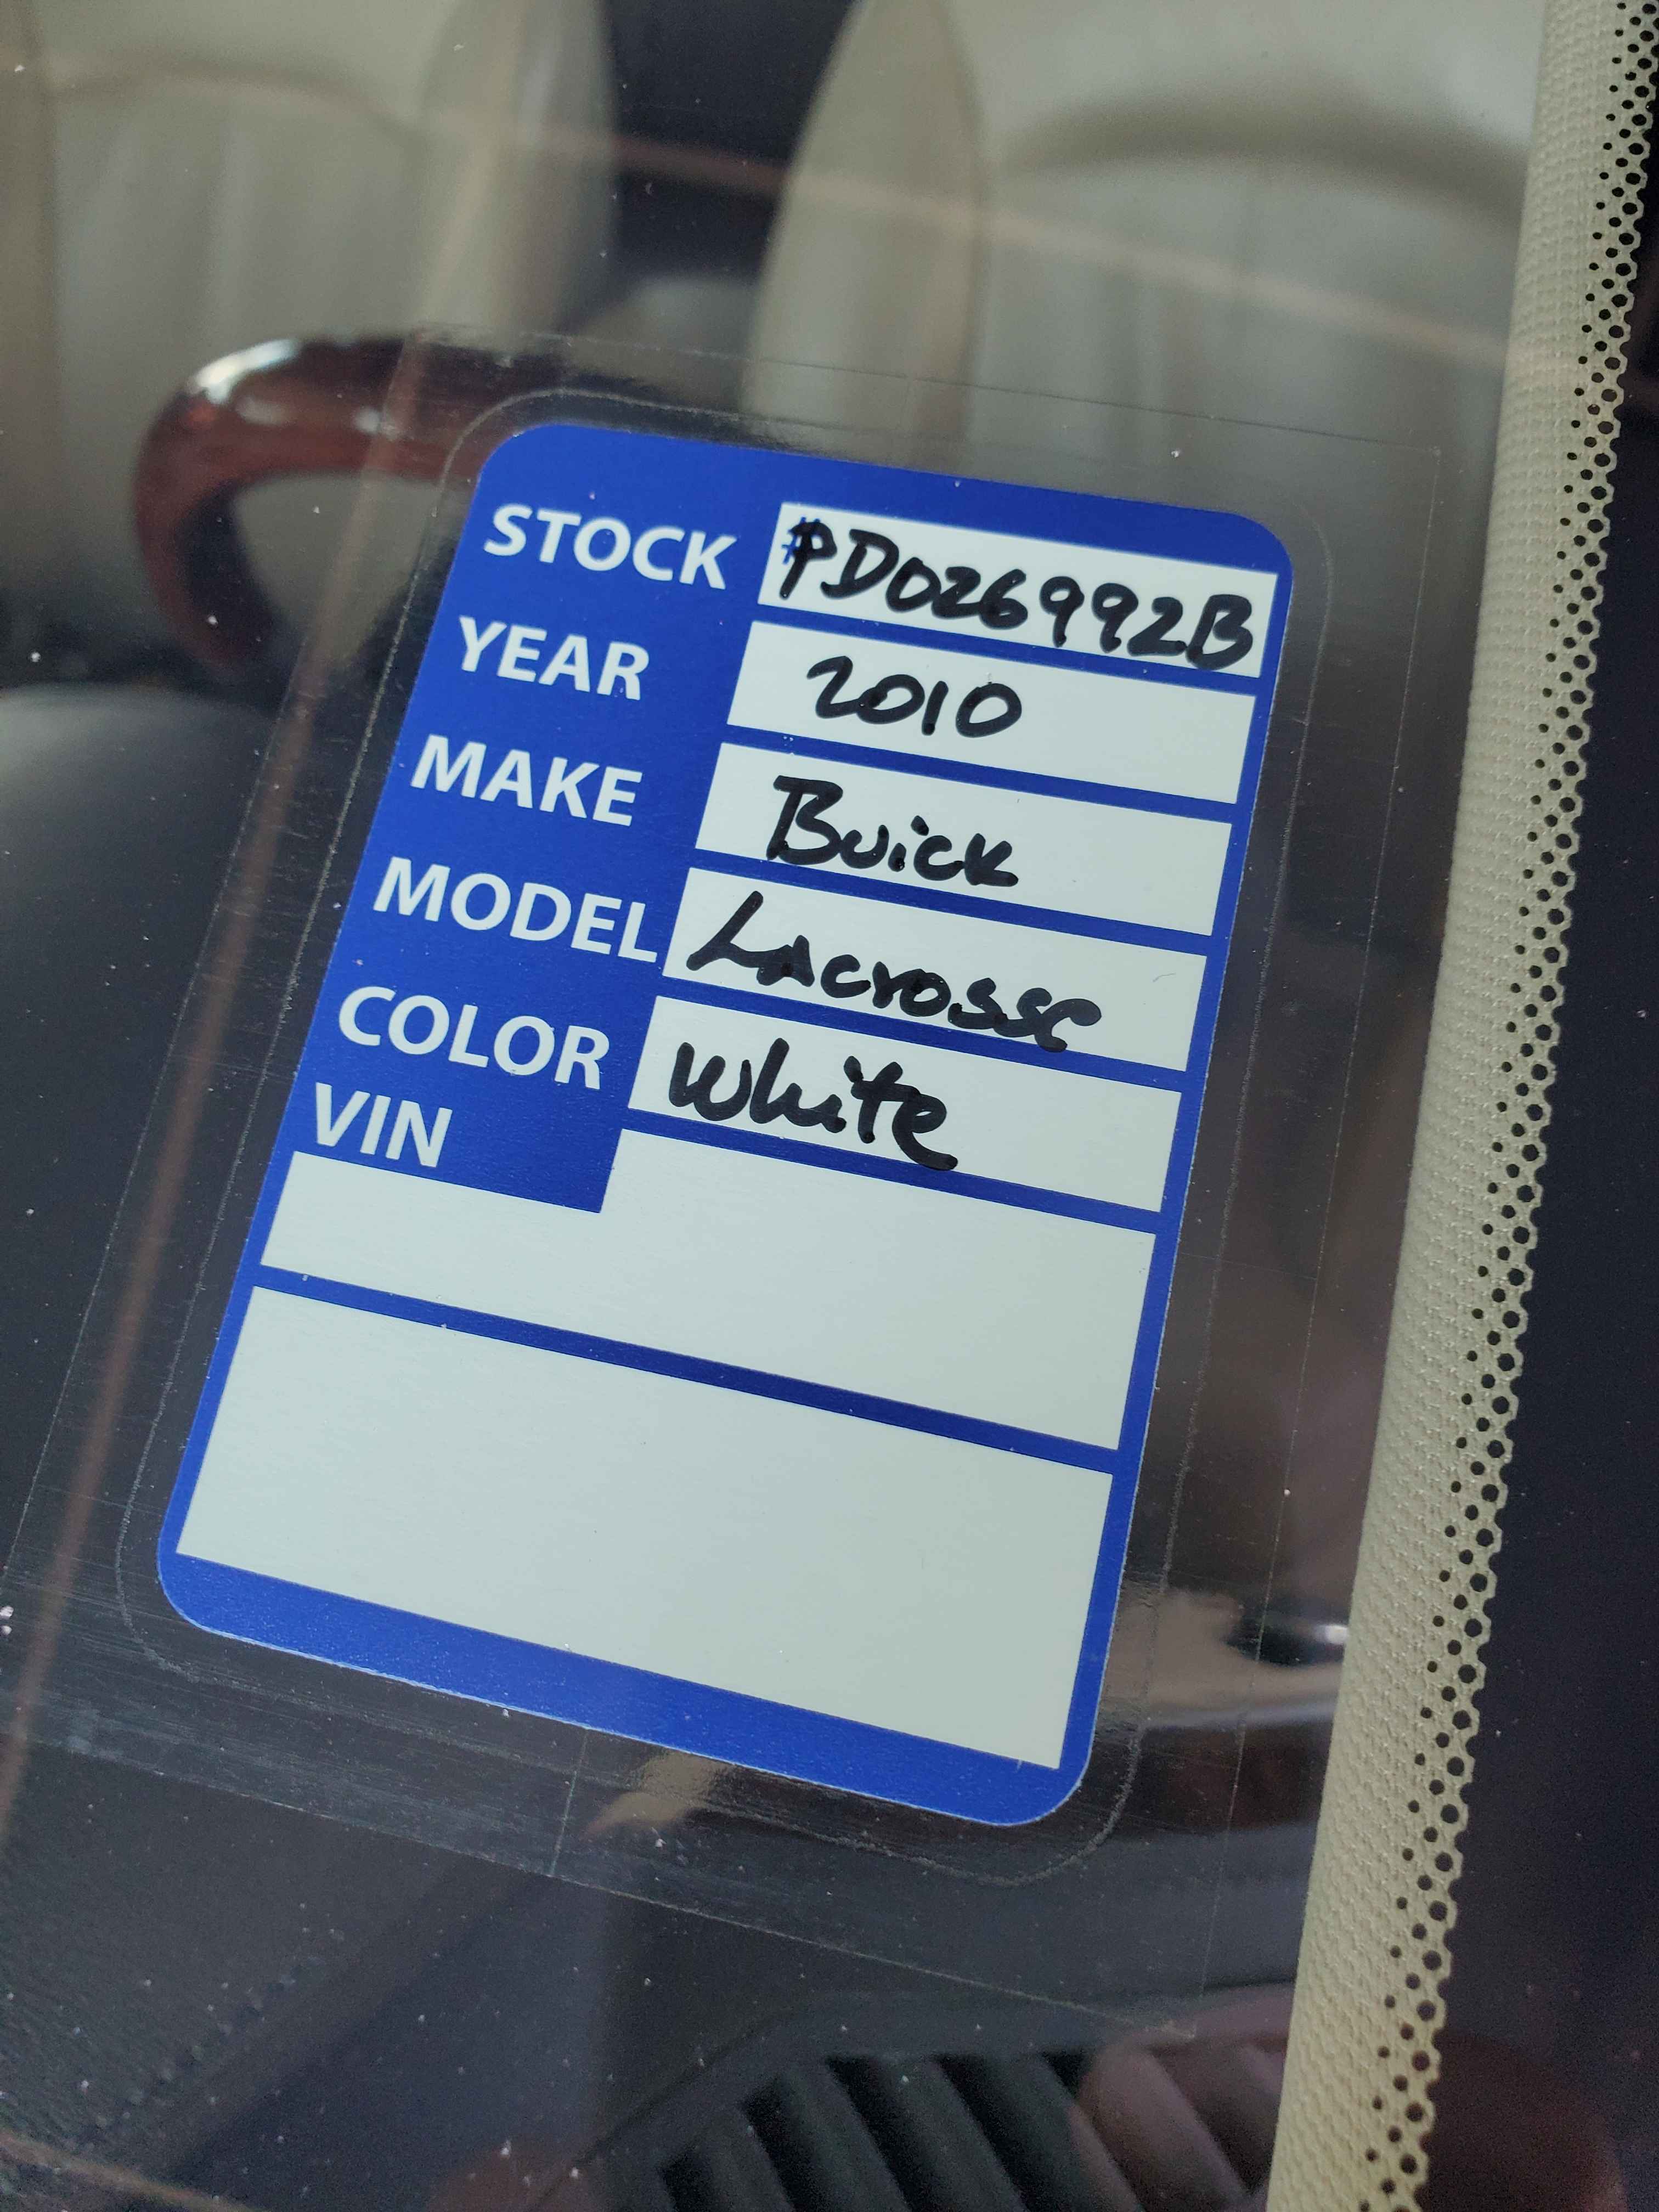 STOCK #PD026992B
YEAR 2010
MAKE Buick
MODEL Lacrosse
COLOR White
VIN